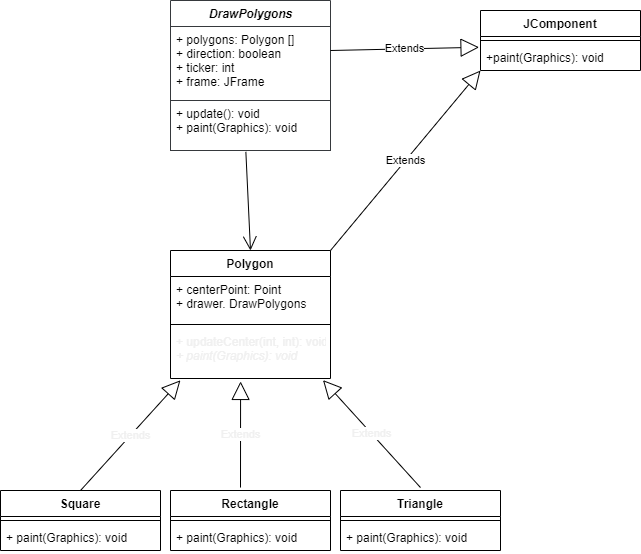 DrawPolygons
+ polygons: Polygon []
+ direction: boolean
+ ticker: int
+ frame: JFrame
+ update(): void
+ paint(Graphics): void
Extends
JComponent
+paint(Graphics): void
Extends
Polygon
+ centerPoint: Point
+ drawer. DrawPolygons
+ updateCenter(int, int): void
+ paint(Graphics): void
Extends
Extends
Extends
Square
+ paint(Graphics): void
Rectangle
+ paint(Graphics): void
Triangle
+ paint(Graphics): void